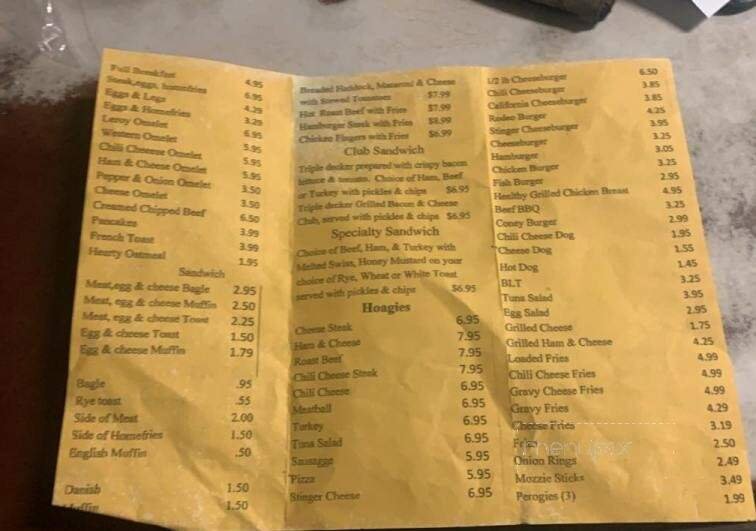 Full Breakfast 4.95
Steak,eggs, homefries 6.95
Eggs & Legs 4.29
Eggs & Homefries 3.29
Leroy Omelet 6.95
Western Omelet 5.95
Chili Cheeese Omelet 5.95
Ham & Cheese Omelet 5.95
Pepper & Onion Omelet 3.50
Cheese Omelet 3.50
Creamed Chipped Beef 6.50
Pancakes 3.99
French Toast 3.99
Hearty Oatmeal 1.95
Sandwich
Meat,egg & cheese Bagle 2.95
Meat, egg & cheese Muffin 2.50
Meat, egg & cheese Toast 2.25
Egg & cheese Toast 1.50
Egg & cheese Muffin 1.79
Bagle .95
Rye toast .55
Side of Meat 2.00
Side of Homefries 1.50
English Muffin .50
Danish 1.50
Muffin 1.50
Breaded Haddock, Macaroni & Cheese
with Stewed Tomatoes $7.99
Hot Roast Beef with Fries $7.99
Hamburger Steak with Fries $8.99
Chicken Fingers with Fries $6.99
Club Sandwich
Triple decker prepared with crispy bacon
lettuce & tomato. Choice of Ham, Beef
or Turkey with pickles & chips $6.95
Triple decker Grilled Bacon & Cheese
Club, served with pickles & chips $6.95
Specialty Sandwich
Choice of Beef, Ham, & Turkey with
Melted Swiss, Honey Mustard on your
choice of Rye, Wheat or White Toast
served with pickles & chips $6.95
Hoagies
Cheese Steak 6.95
Ham & Cheese 7.95
Roast Beef 7.95
Chili Cheese Steak 7.95
Chili Cheese 6.95
Meatball 6.95
Turkey 6.95
Tuna Salad 6.95
Sausagge 5.95
Pizza 5.95
Stinger Cheese 6.95
1/2 lb Cheeseburger 6.50
Chili Cheeseburger 3.85
California Cheeseburger 3.85
Rodeo Burger 4.25
Stinger Cheeseburger 3.95
Cheeseburger 3.25
Hamburger 3.05
Chicken Burger 3.25
Fish Burger 2.95
Healthy Grilled Chicken Breast 4.95
Beef BBQ 3.25
Coney Burger 2.99
Chili Cheese Dog 1.95
Cheese Dog 1.55
Hot Dog 1.45
BLT 3.25
Tuna Salad 3.95
Egg Salad 2.95
Grilled Cheese 1.75
Grilled Ham & Cheese 4.25
Loaded Fries 4.99
Chili Cheese Fries 4.99
Gravy Cheese Fries 4.99
Gravy Fries 4.29
Cheese Fries 3.19
Fries 2.50
Onion Rings 2.49
Mozzie Sticks 3.49
Perogies (3) 1.99